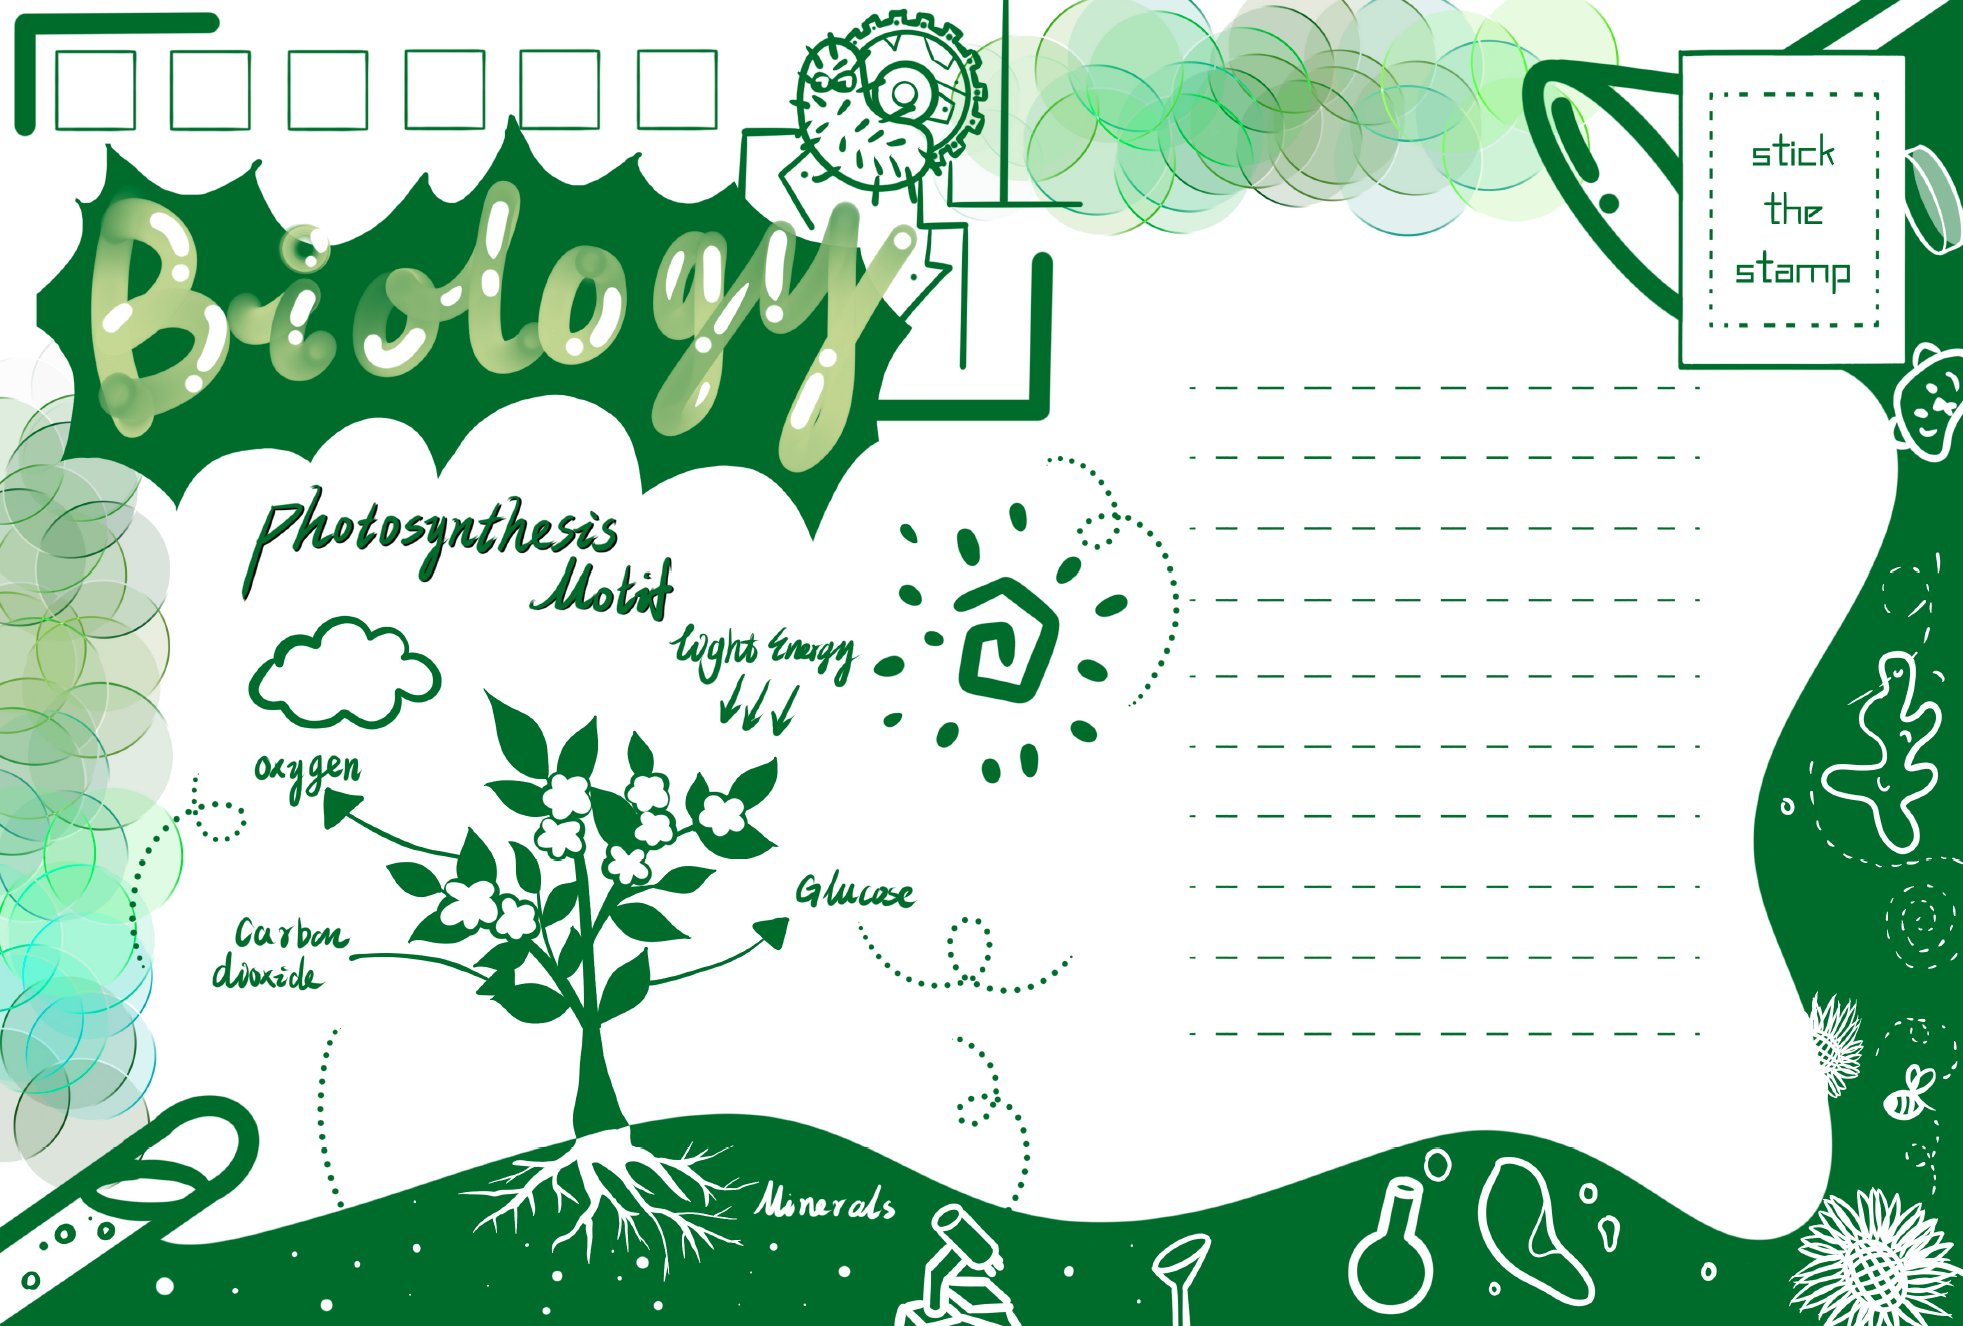 Biology
stick
the
stamp
Photosynthesis
Motif
Light Energy
oxygen
Glucose
Carbon
dioxide
Minerals